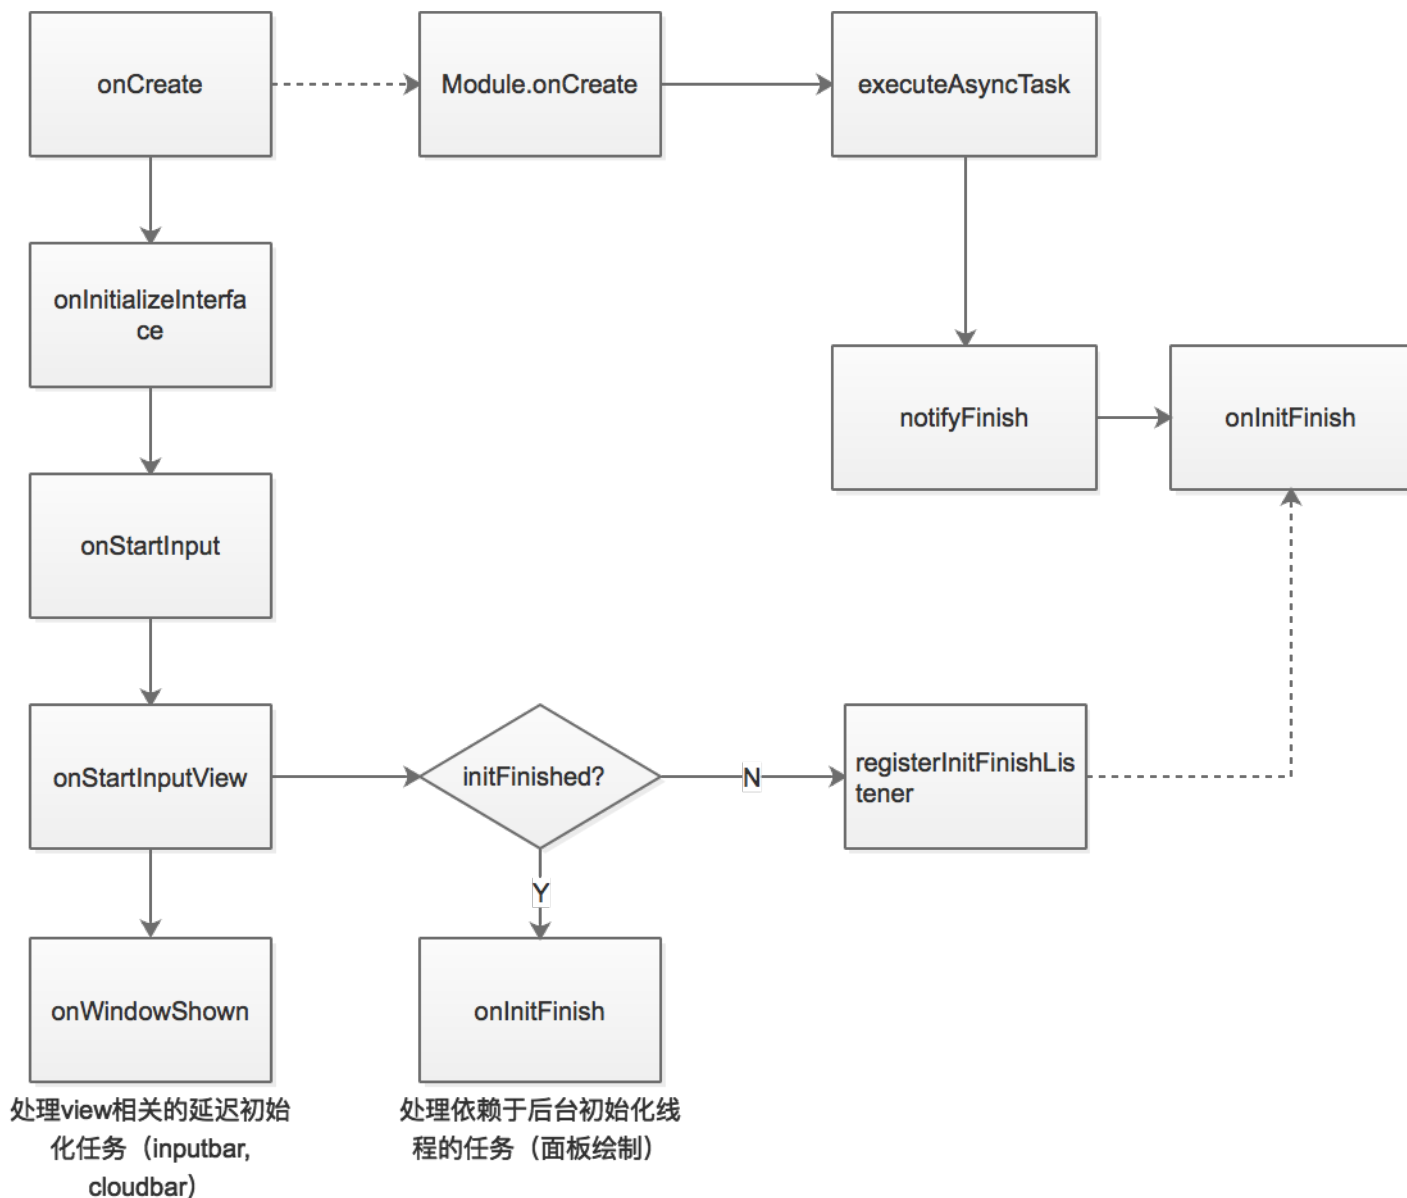 onCreate
Module.onCreate
executeAsyncTask
onInitializeInterfa
ce
notifyFinish
onInitFinish
onStartInput
onStartInputView
initFinished?
N
registerInitFinishLis
tener
Y
onWindowShown
onInitFinish
处理view相关的延迟初始
化任务（inputbar,
cloudbar）
处理依赖于后台初始化线
程的任务（面板绘制）